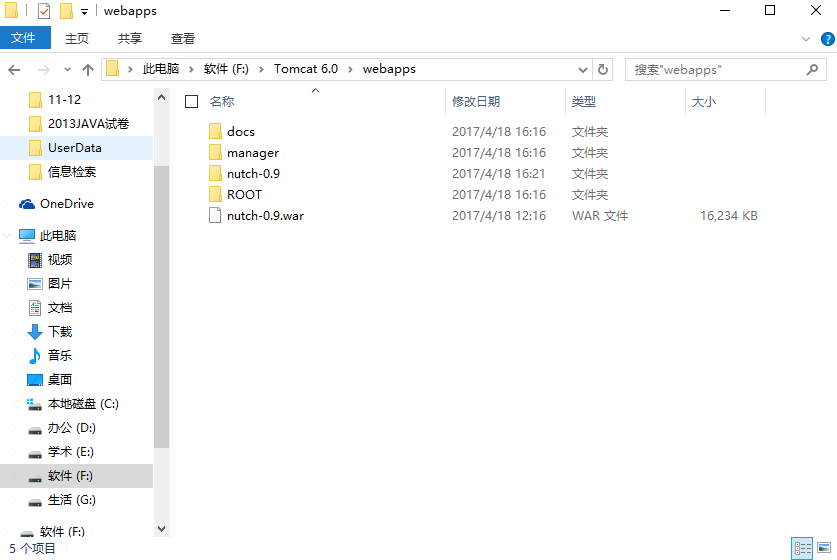 webapps
文件 主页 共享 查看
此电脑 软件 (F:) Tomcat 6.0 webapps 搜索"webapps"
名称 修改日期 类型 大小
docs 2017/4/18 16:16 文件夹
manager 2017/4/18 16:16 文件夹
nutch-0.9 2017/4/18 16:21 文件夹
ROOT 2017/4/18 16:16 文件夹
nutch-0.9.war 2017/4/18 12:16 WAR 文件 16,234 KB
11-12
2013JAVA试卷
UserData
信息检索
OneDrive
此电脑
视频
图片
文档
下载
音乐
桌面
本地磁盘 (C:)
办公 (D:)
学术 (E:)
软件 (F:)
生活 (G:)
软件 (F:)
5 个项目